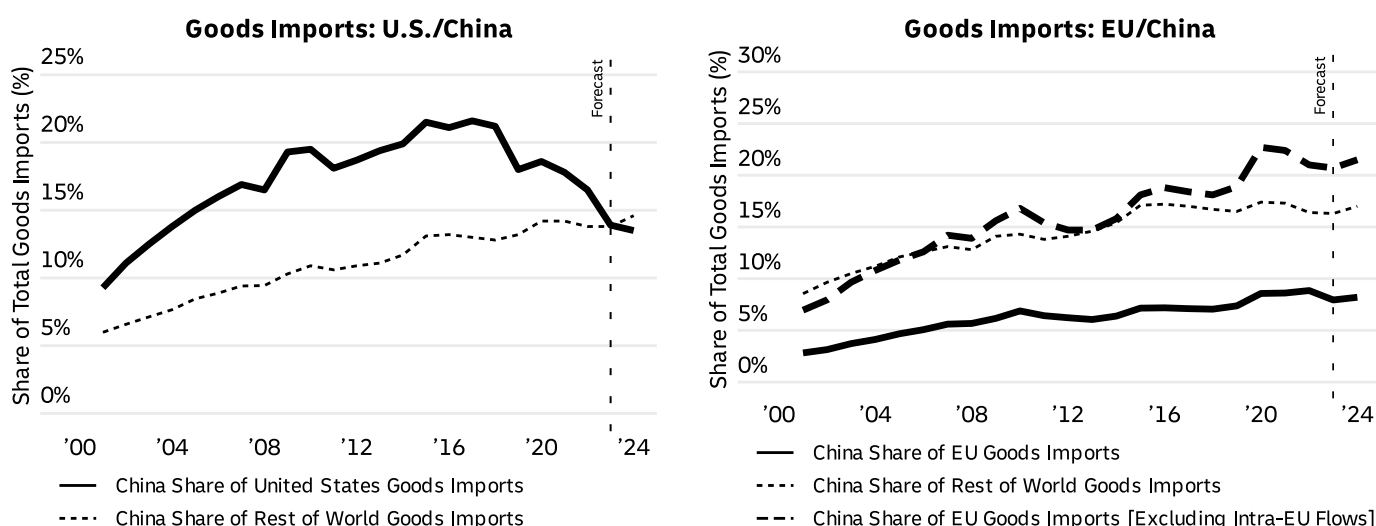 Goods Imports: U.S./China
Share of Total Goods Imports (%)
25%
20%
15%
10%
5%
0%
Forecast
’00 ’04 ’08 ’12 ’16 ’20 ’24
China Share of United States Goods Imports
China Share of Rest of World Goods Imports
Goods Imports: EU/China
Share of Total Goods Imports (%)
30%
25%
20%
15%
10%
5%
0%
Forecast
’00 ’04 ’08 ’12 ’16 ’20 ’24
China Share of EU Goods Imports
China Share of Rest of World Goods Imports
China Share of EU Goods Imports [Excluding Intra-EU Flows]